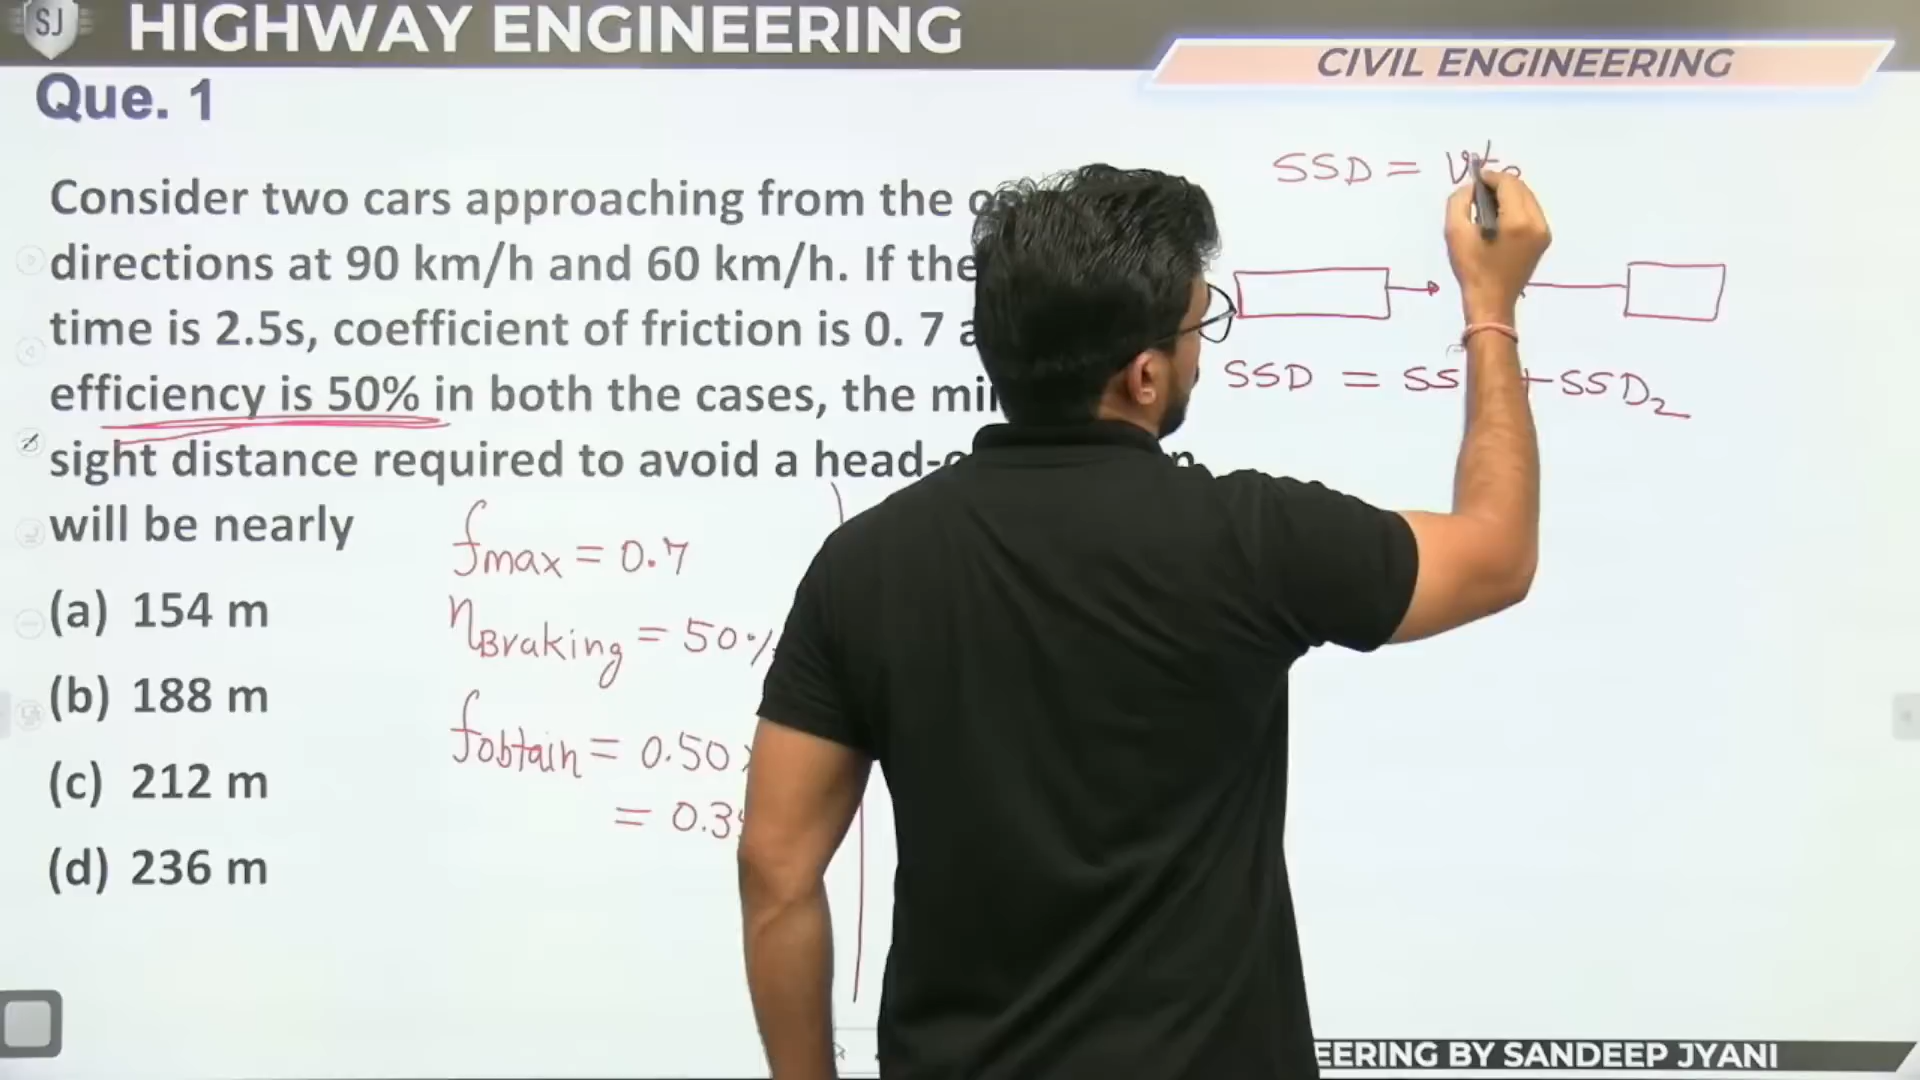 SJ
HIGHWAY ENGINEERING
CIVIL ENGINEERING
Que. 1
Consider two cars approaching from the
directions at 90 km/h and 60 km/h. If the
time is 2.5s, coefficient of friction is 0. 7
efficiency is 50% in both the cases, the
sight distance required to avoid a
will be nearly
(a) 154 m
(b) 188 m
(c) 212 m
(d) 236 m
fmax = 0.7
ηBraking = 50%
fobtain = 0.50
= 0.3
SSD =
SSD = SS + SSD2
EERING BY SANDEEP JYANI